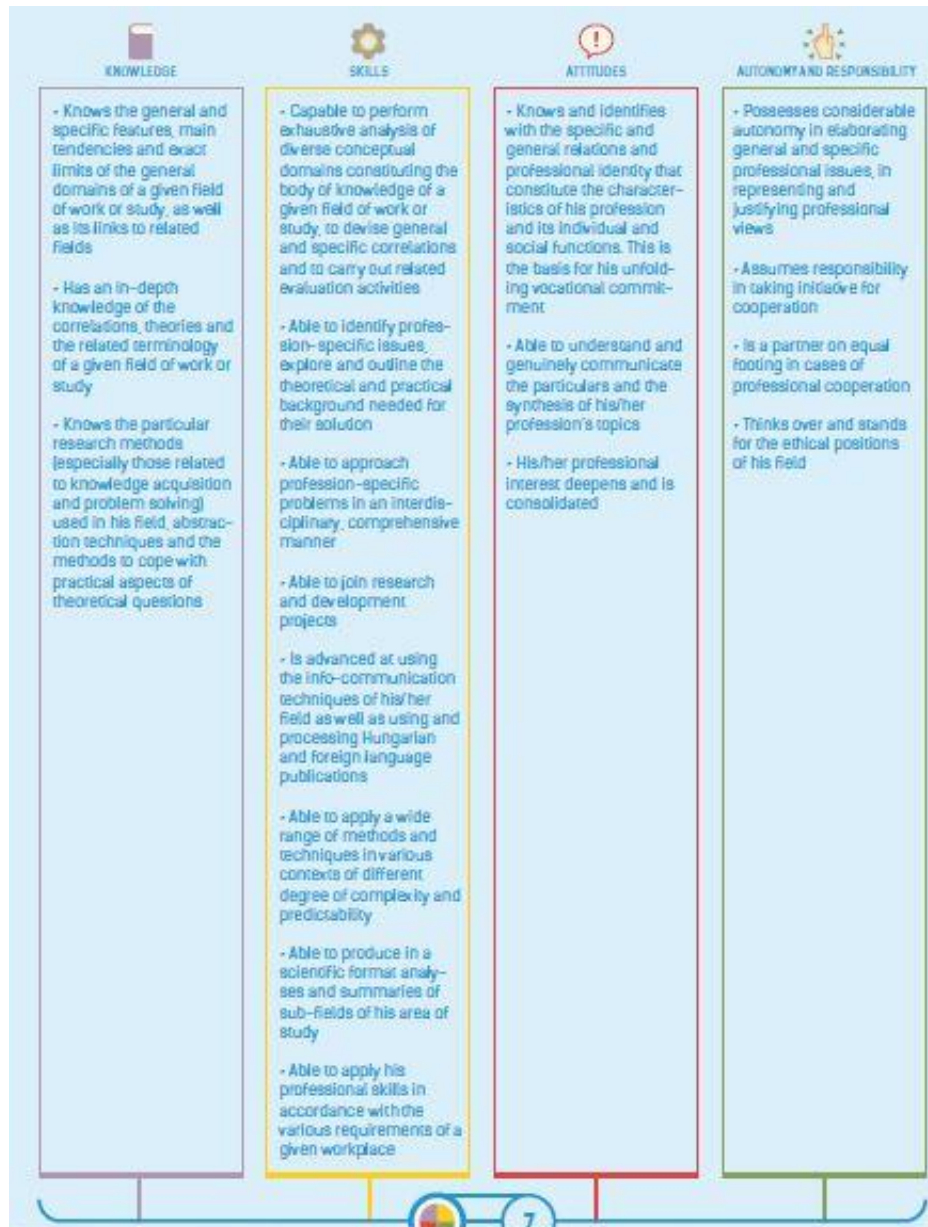 KNOWLEDGE
- Knows the general and
specific features, main
tendencies and exact
limits of the general
domains of a given field
of work or study, as well
as its links to related
fields
- Has an in-depth
knowledge of the
correlations, theories and
the related terminology
of a given field of work or
study
- Knows the particular
research methods
(especially those related
to knowledge acquisition
and problem solving)
used in his field, abstrac-
tion techniques and the
methods to cope with
practical aspects of
theoretical questions
SKILLS
- Capable to perform
exhaustive analysis of
diverse conceptual
domains constituting the
body of knowledge of a
given field of work or
study, to devise general
and specific correlations
and to carry out related
evaluation activities
- Able to identify profes-
sion-specific issues,
explore and outline the
theoretical and practical
background needed for
their solution
- Able to approach
profession-specific
problems in an interdis-
ciplinary, comprehensive
manner
- Able to join research
and development
projects
- Is advanced at using
the info-communication
techniques of his/her
field as well as using and
processing Hungarian
and foreign language
publications
- Able to apply a wide
range of methods and
techniques in various
contexts of different
degree of complexity and
predictability
- Able to produce in a
scientific format analy-
ses and summaries of
sub-fields of his area of
study
- Able to apply his
professional skills in
accordance with the
various requirements of a
given workplace
ATTITUDES
- Knows and identifies
with the specific and
general relations and
professional identity that
constitute the character-
istics of his profession
and its individual and
social functions. This is
the basis for his unfold-
ing vocational commit-
ment
- Able to understand and
genuinely communicate
the particulars and the
synthesis of his/her
profession's topics
- His/her professional
interest deepens and is
consolidated
AUTONOMY AND RESPONSIBILITY
- Possesses considerable
autonomy in elaborating
general and specific
professional issues, in
representing and
justifying professional
views
- Assumes responsibility
in taking initiative for
cooperation
- Is a partner on equal
footing in cases of
professional cooperation
- Thinks over and stands
for the ethical positions
of his field
7